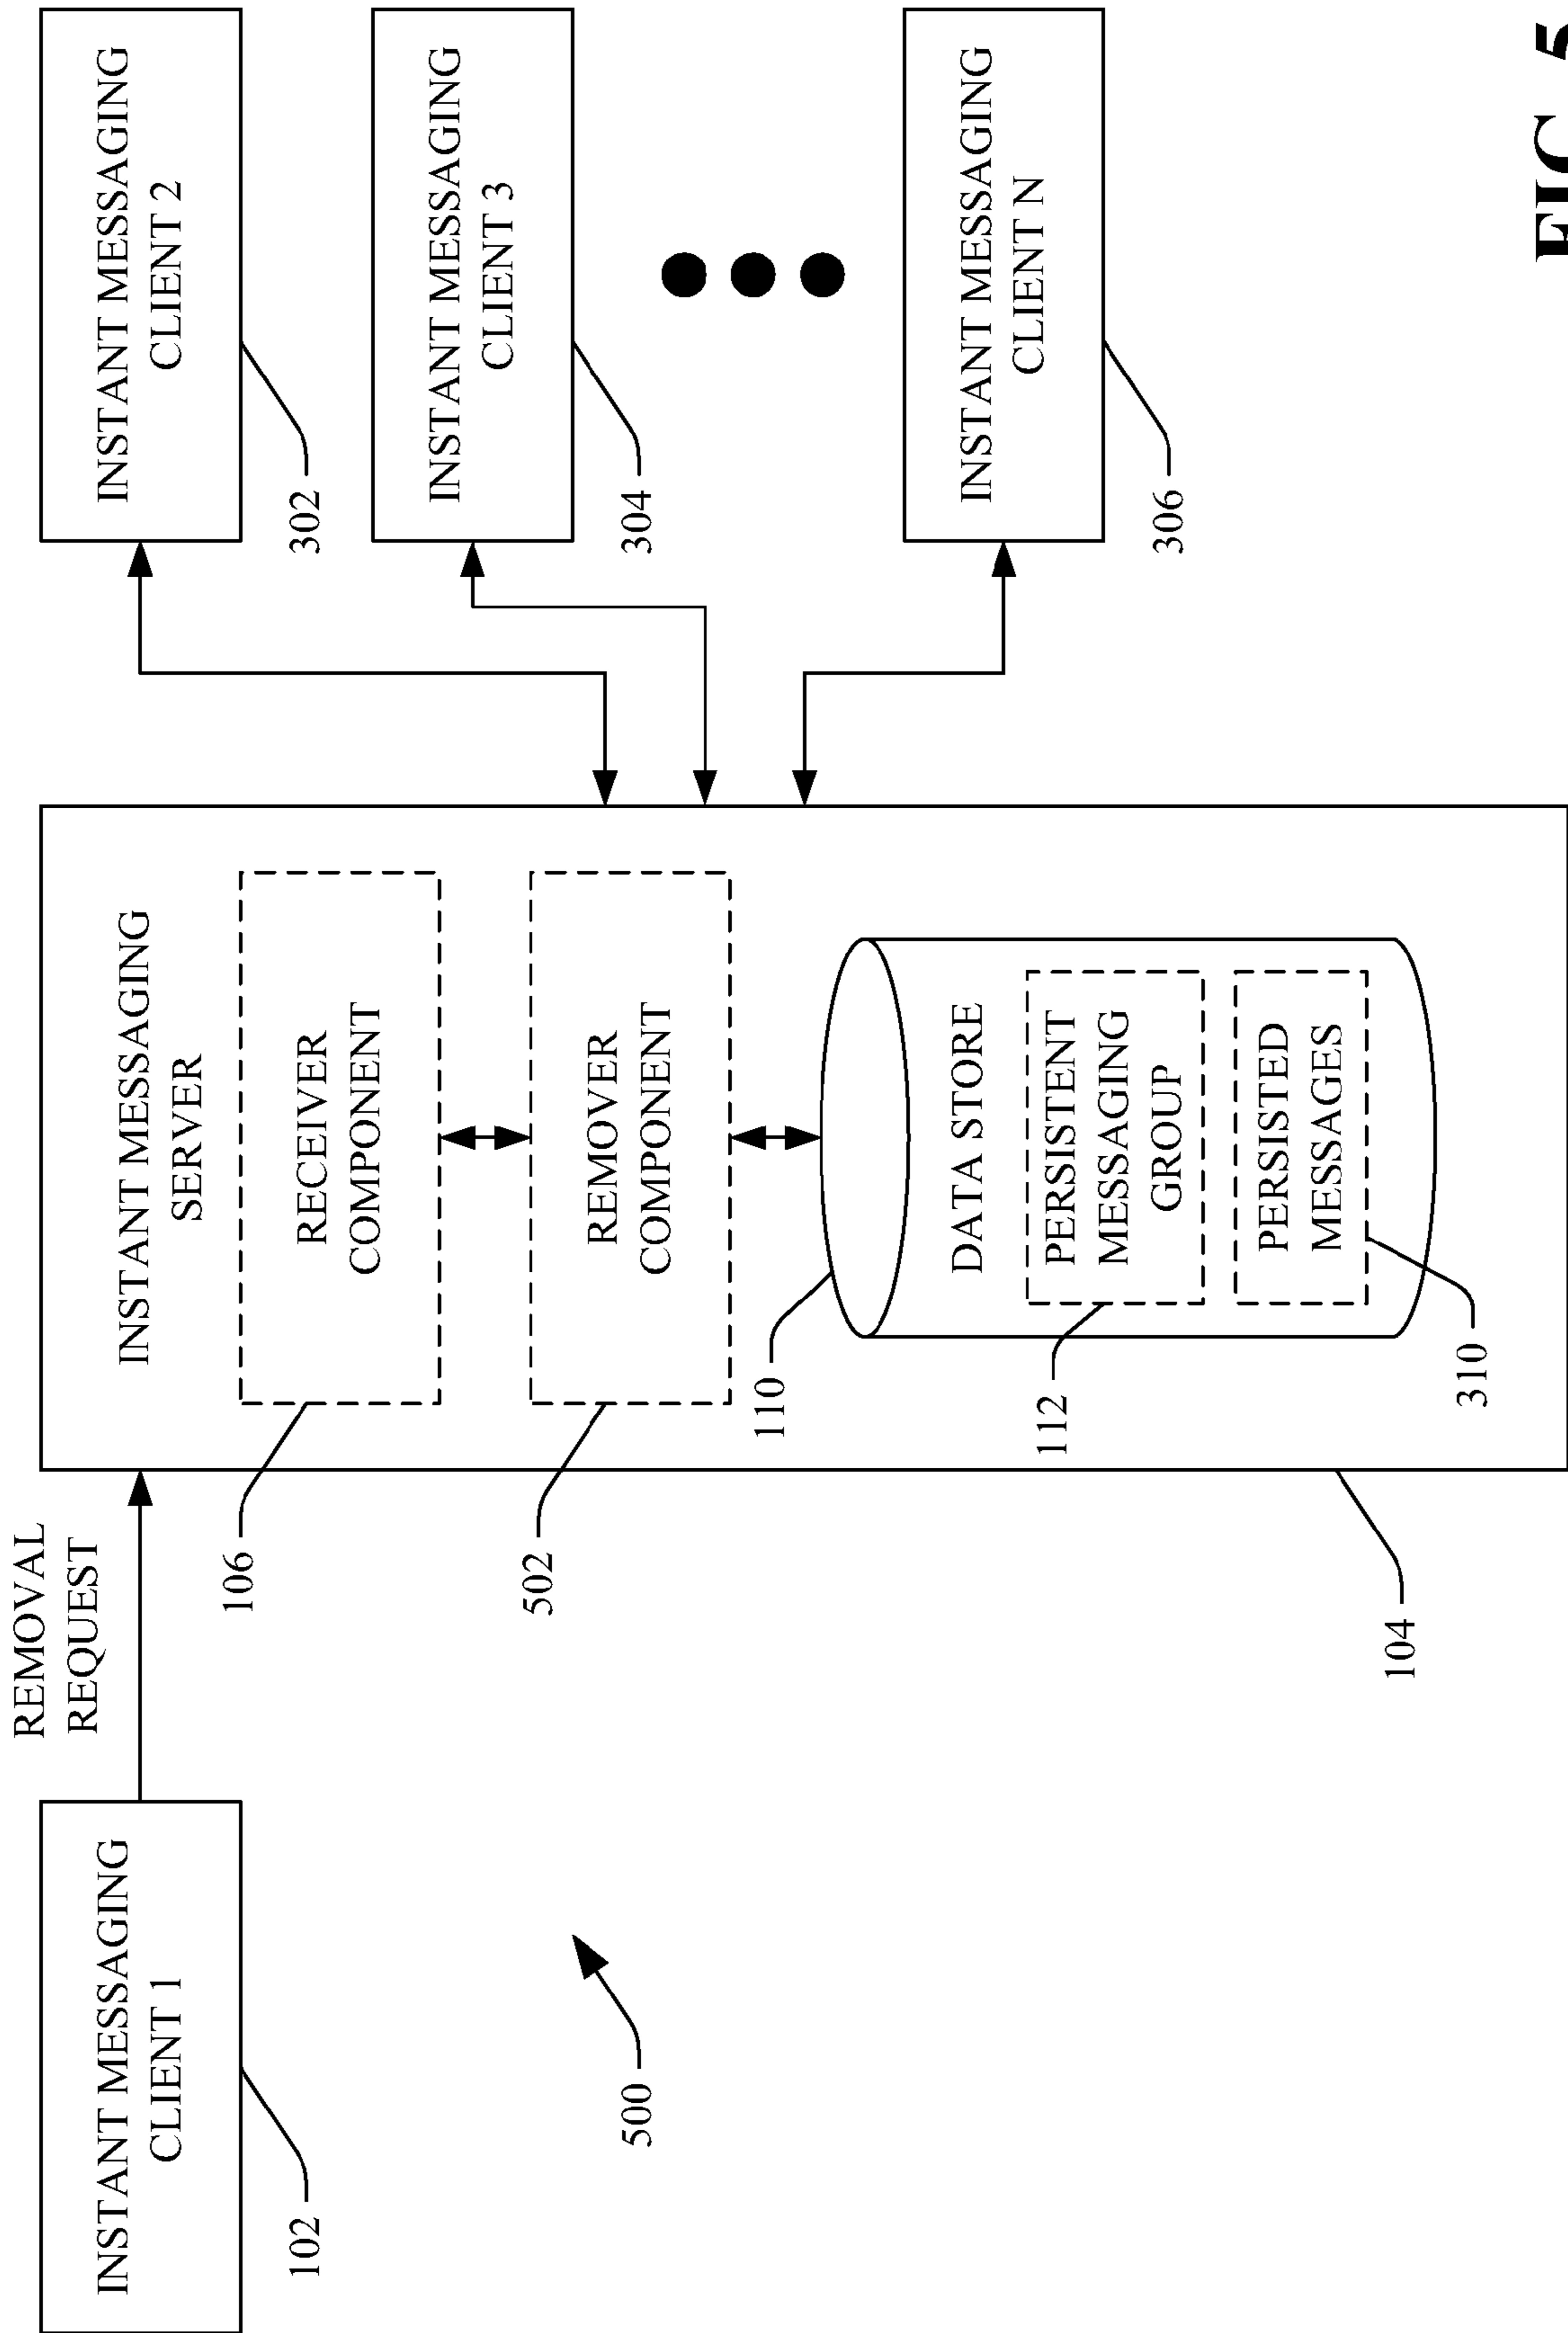 REMOVAL
REQUEST
INSTANT MESSAGING
CLIENT 1
102
500
INSTANT MESSAGING
SERVER
RECEIVER
COMPONENT
106
REMOVER
COMPONENT
502
110
DATA STORE
PERSISTENT
MESSAGING
GROUP
112
PERSISTED
MESSAGES
310
104
INSTANT MESSAGING
CLIENT 2
302
INSTANT MESSAGING
CLIENT 3
304
INSTANT MESSAGING
CLIENT N
306
FIG. 5